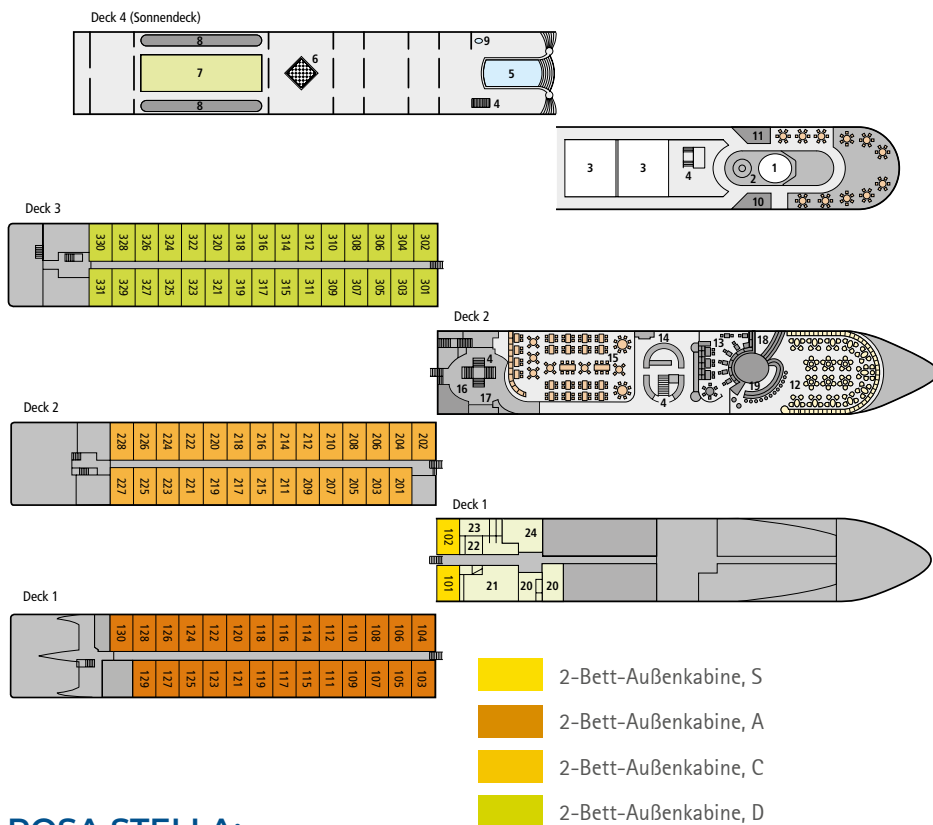 Deck 4 (Sonnendeck)
8
9
6
7
5
8
4
11
3
3
4
2
1
10
Deck 3
330 328 326 324 322 320 318 316 314 312 310 308 306 304 302
331 329 327 325 323 321 319 317 315 311 309 307 305 303 301
Deck 2
14
13
18
4
15
16
17
4
19
12
Deck 2
228 226 224 222 220 218 216 214 212 210 208 206 204 202
227 225 223 221 219 217 215 211 209 207 205 203 201
Deck 1
102
23
22
24
101
21
20
20
Deck 1
130 128 126 124 122 120 118 116 114 112 110 108 106 104
129 127 125 123 121 119 117 115 111 109 107 105 103
2-Bett-Außenkabine, S
2-Bett-Außenkabine, A
2-Bett-Außenkabine, C
2-Bett-Außenkabine, D
ROSA STELLA: